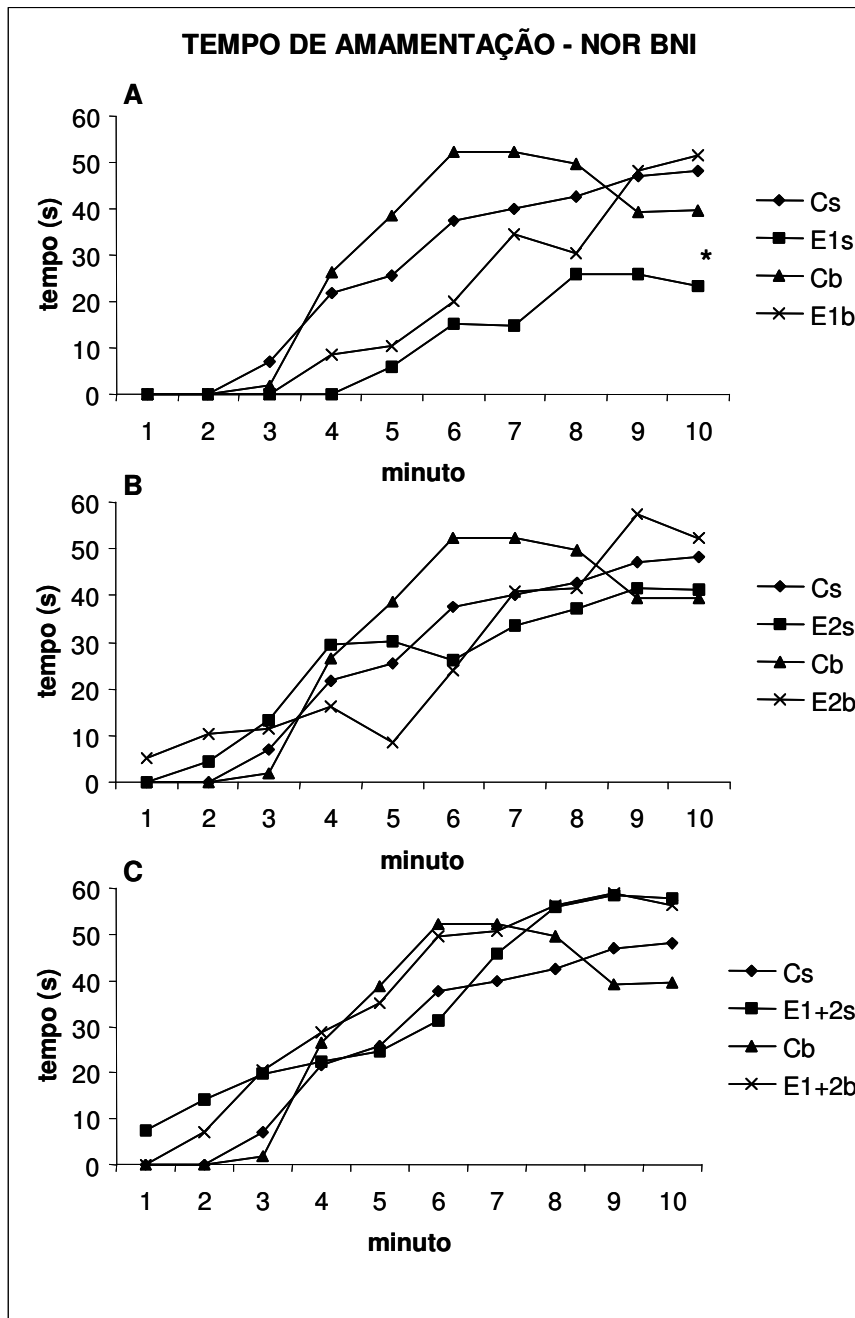 TEMPO DE AMAMENTAÇÃO - NOR BNI
A
60
50
40
30
20
10
0
tempo (s)
1 2 3 4 5 6 7 8 9 10
minuto
Cs
E1s
Cb
E1b
*
B
60
50
40
30
20
10
0
tempo (s)
1 2 3 4 5 6 7 8 9 10
minuto
Cs
E2s
Cb
E2b
C
60
50
40
30
20
10
0
tempo (s)
1 2 3 4 5 6 7 8 9 10
minuto
Cs
E1+2s
Cb
E1+2b